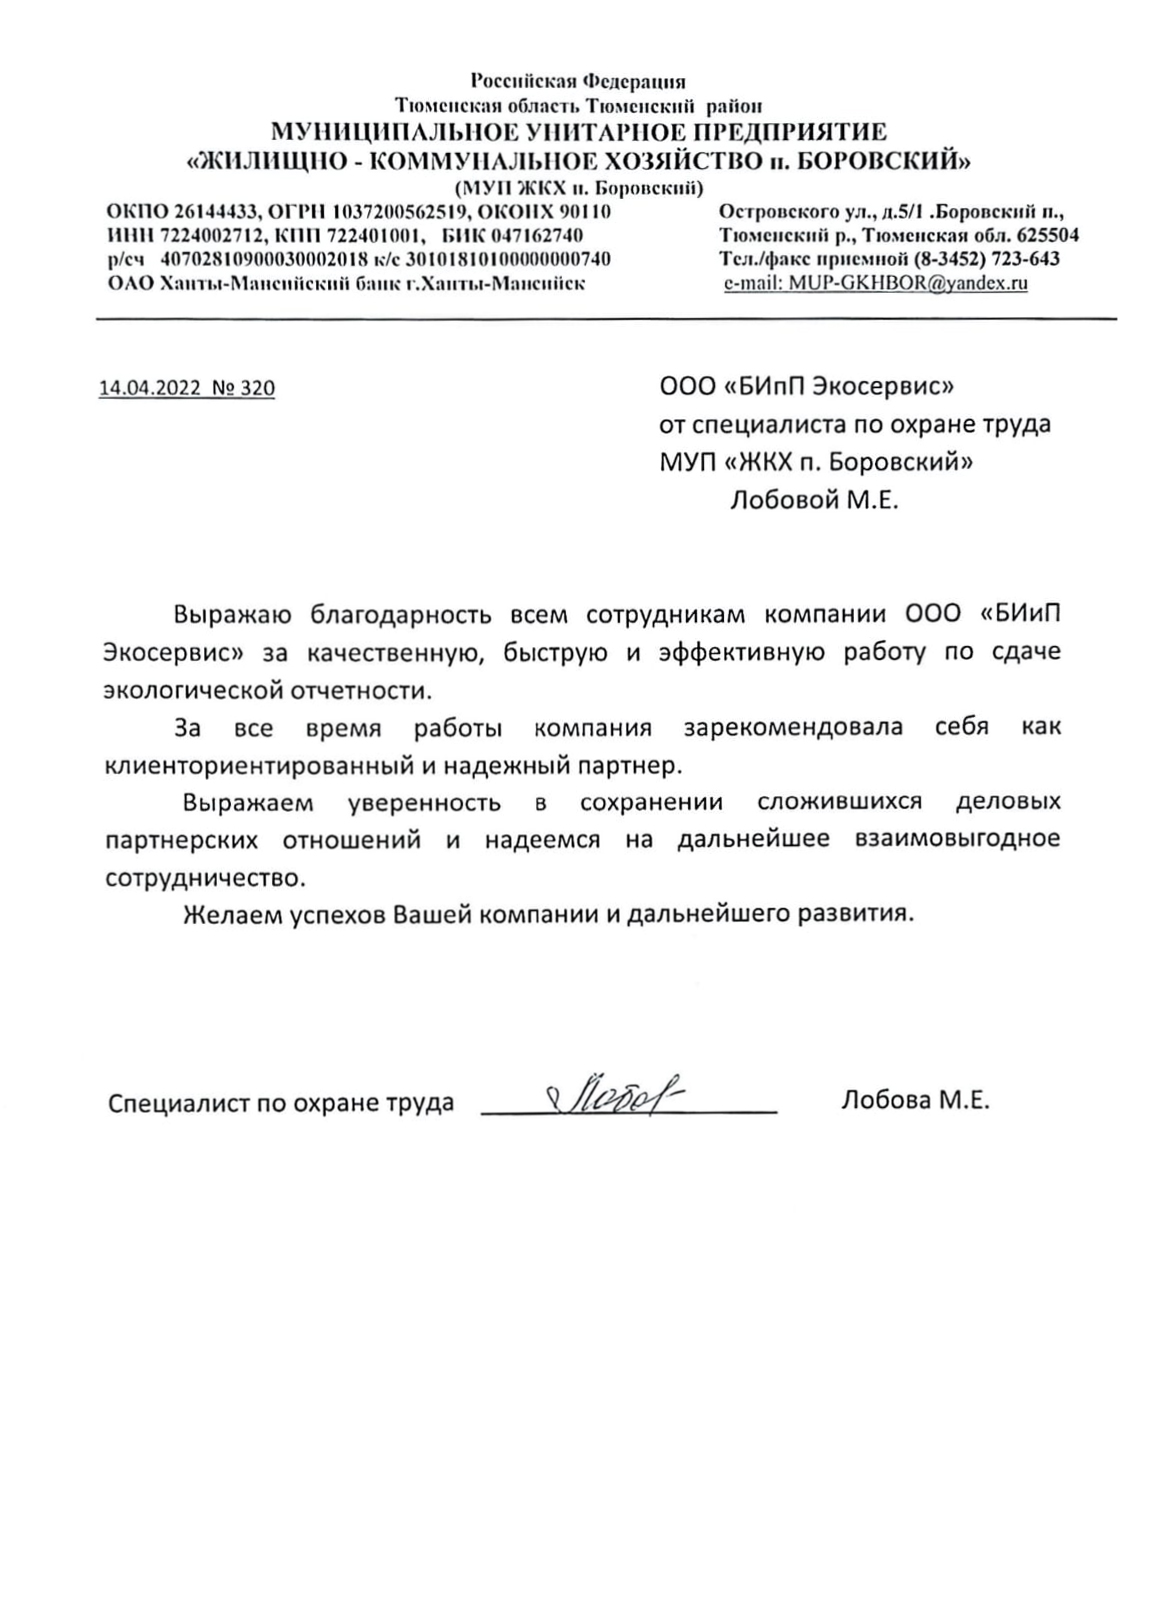 Российская Федерация
Тюменская область Тюменский район
МУНИЦИПАЛЬНОЕ УНИТАРНОЕ ПРЕДПРИЯТИЕ
«ЖИЛИЩНО - КОММУНАЛЬНОЕ ХОЗЯЙСТВО п. БОРОВСКИЙ»
(МУП ЖКХ п. Боровский)
ОКПО 26144433, ОГРН 1037200562519, ОКОНХ 90110
ИНН 7224002712, КПП 722401001, БИК 047162740
р/сч 40702810900030002018 к/с 30101810100000000740
ОАО Ханты-Мансийский банк г.Ханты-Мансийск
Островского ул., д.5/1 .Боровский п.,
Тюменский р., Тюменская обл. 625504
Тел./факс приемной (8-3452) 723-643
e-mail: MUP-GKHBOR@yandex.ru
14.04.2022 № 320
ООО «БИпП Экосервис»
от специалиста по охране труда
МУП «ЖКХ п. Боровский»
Лобовой М.Е.
Выражаю благодарность всем сотрудникам компании ООО «БИиП
Экосервис» за качественную, быструю и эффективную работу по сдаче
экологической отчетности.
За все время работы компания зарекомендовала себя как
клиенториентированный и надежный партнер.
Выражаем уверенность в сохранении сложившихся деловых
партнерских отношений и надеемся на дальнейшее взаимовыгодное
сотрудничество.
Желаем успехов Вашей компании и дальнейшего развития.
Специалист по охране труда Лобова М.Е.